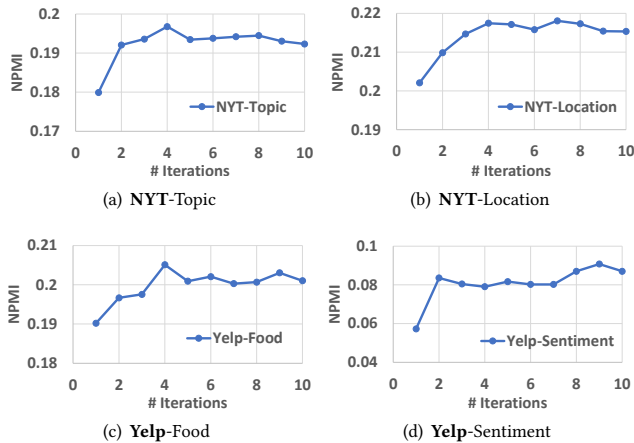 0.2
0.19
0.18
0.17
NPMI
0 2 4 6 8 10
# Iterations
NYT-Topic
(a) NYT-Topic
0.22
0.21
0.2
0.19
NPMI
0 2 4 6 8 10
# Iterations
NYT-Location
(b) NYT-Location
0.21
0.2
0.19
0.18
NPMI
0 2 4 6 8 10
# Iterations
Yelp-Food
(c) Yelp-Food
0.1
0.08
0.06
0.04
NPMI
0 2 4 6 8 10
# Iterations
Yelp-Sentiment
(d) Yelp-Sentiment